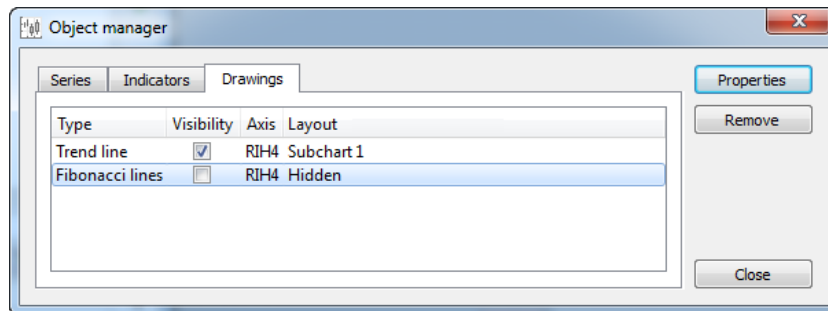 Object manager
Series Indicators Drawings
Properties
Type Visibility Axis Layout
Remove
Trend line RIH4 Subchart 1
Fibonacci lines RIH4 Hidden
Close